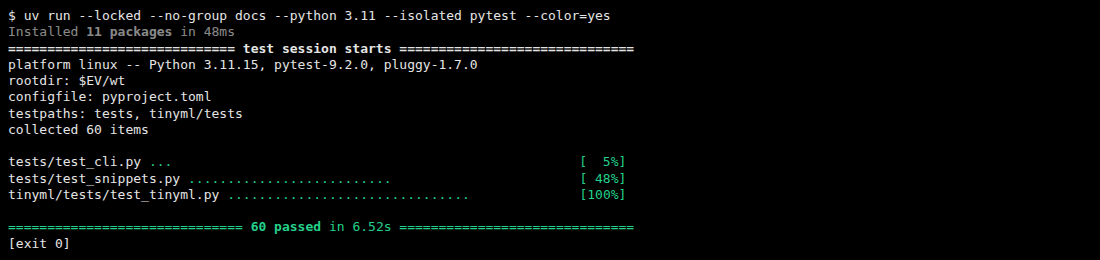 $ uv run --locked --no-group docs --python 3.11 --isolated pytest --color=yes
Installed 11 packages in 48ms
============================= test session starts ==============================
platform linux -- Python 3.11.15, pytest-9.2.0, pluggy-1.7.0
rootdir: $EV/wt
configfile: pyproject.toml
testpaths: tests, tinyml/tests
collected 60 items
tests/test_cli.py ... [  5%]
tests/test_snippets.py .......................... [ 48%]
tinyml/tests/test_tinyml.py ............................... [100%]
============================== 60 passed in 6.52s ==============================
[exit 0]